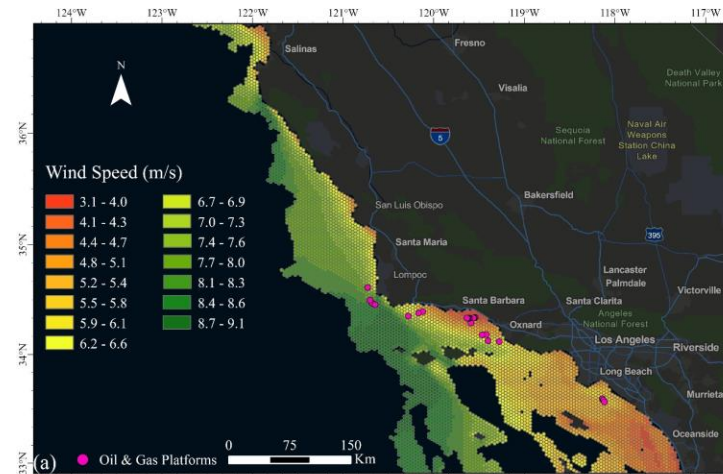 124°W 123°W 122°W 121°W 120°W 119°W 118°W 117°W
36°N
35°N
34°N
33°N
N
Salinas
Fresno
Visalia
Death Valley
National Park
Sequoia
National Forest
Naval Air
Weapons
Station China
Lake
5
Bakersfield
395
San Luis Obispo
Santa Maria
Lompoc
Santa Barbara
Oxnard
Santa Clarita
Lancaster
Palmdale
Victorville
Angeles
National Forest
Los Angeles
Riverside
Long Beach
Murrieta
Oceanside
Wind Speed (m/s)
3.1 - 4.0
4.1 - 4.3
4.4 - 4.7
4.8 - 5.1
5.2 - 5.4
5.5 - 5.8
5.9 - 6.1
6.2 - 6.6
6.7 - 6.9
7.0 - 7.3
7.4 - 7.6
7.7 - 8.0
8.1 - 8.3
8.4 - 8.6
8.7 - 9.1
(a)
Oil & Gas Platforms
0 75 150
Km